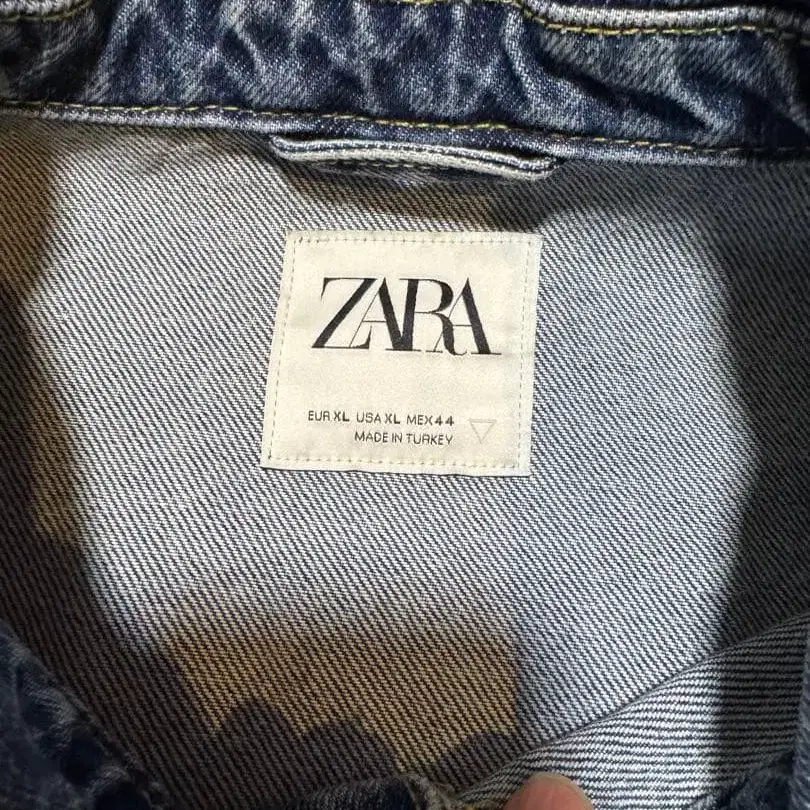 ZARA
EUR XL USA XL MEX 44
MADE IN TURKEY